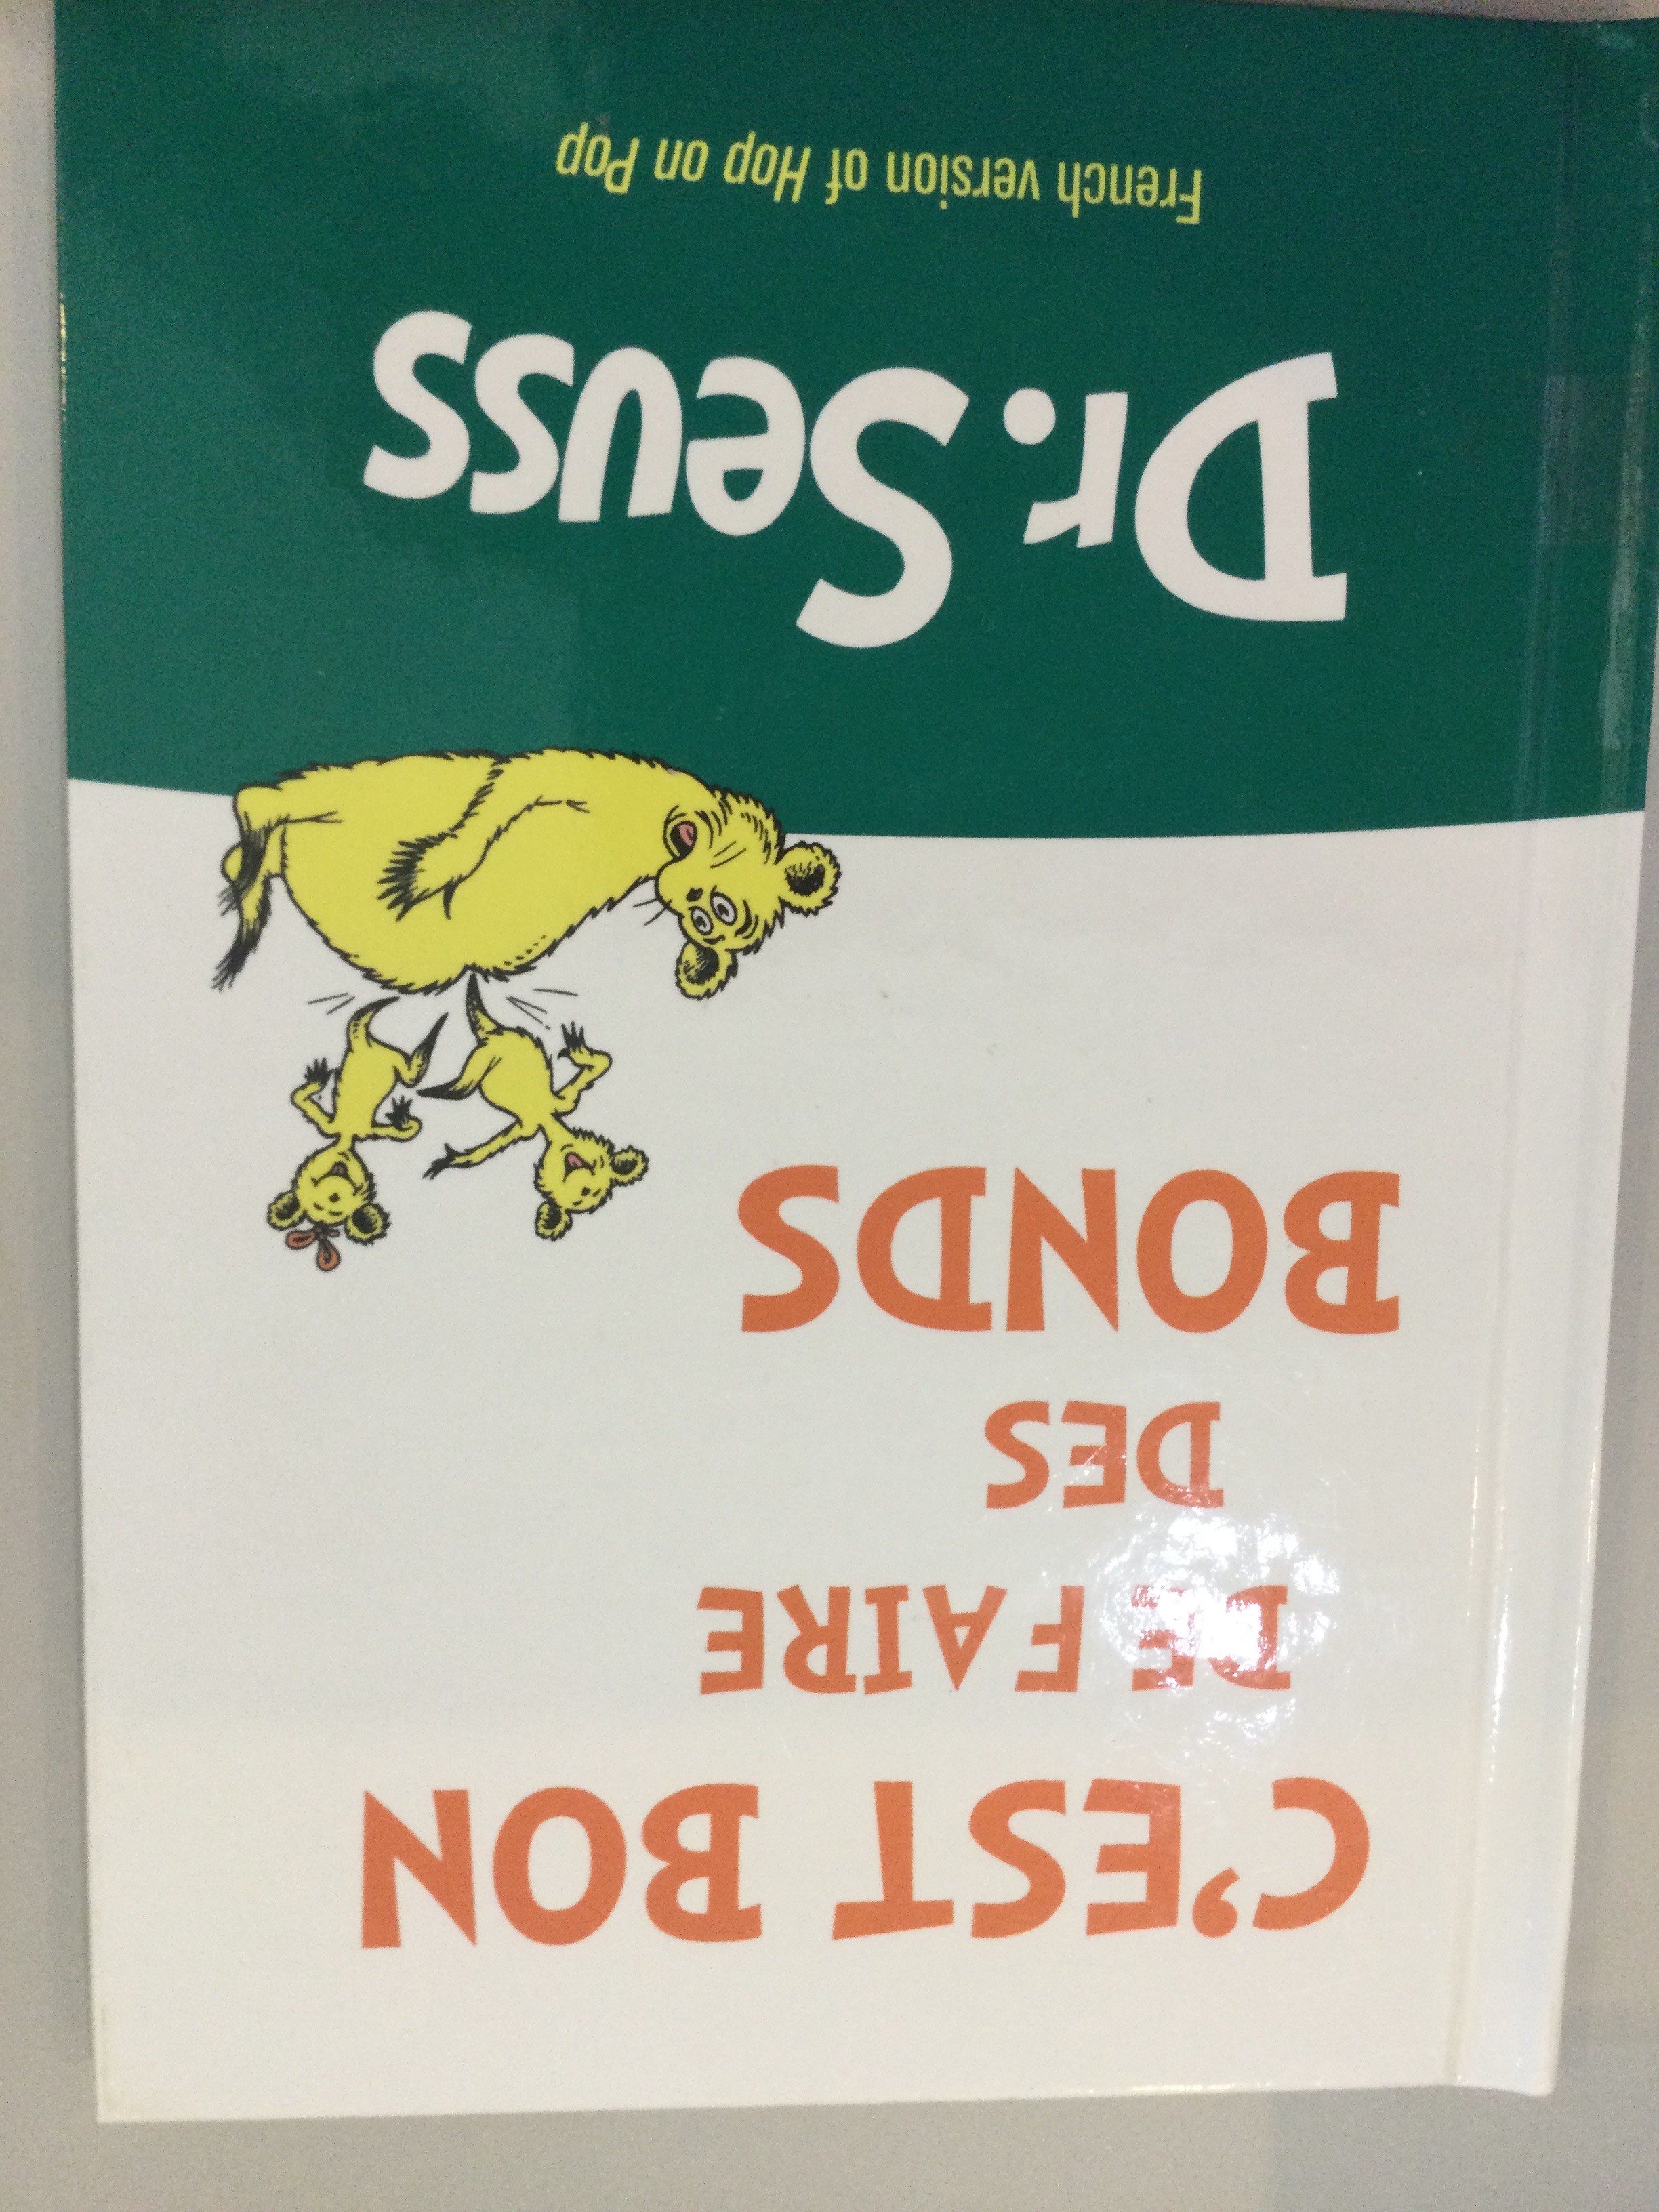 C'EST BON
DE FAIRE
DES
BONDS
Dr. Seuss
French version of Hop on Pop